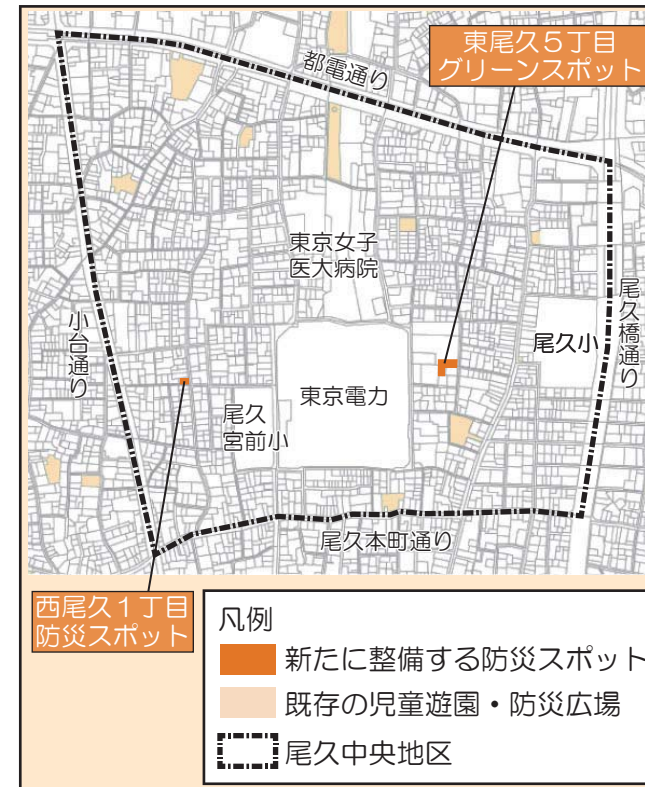 東尾久5丁目
グリーンスポット
都電通り
東京女子
医大病院
小台通り
尾久橋通り
尾久小
東京電力
尾久
宮前小
尾久本町通り
西尾久1丁目
防災スポット
凡例
新たに整備する防災スポット
既存の児童遊園・防災広場
尾久中央地区